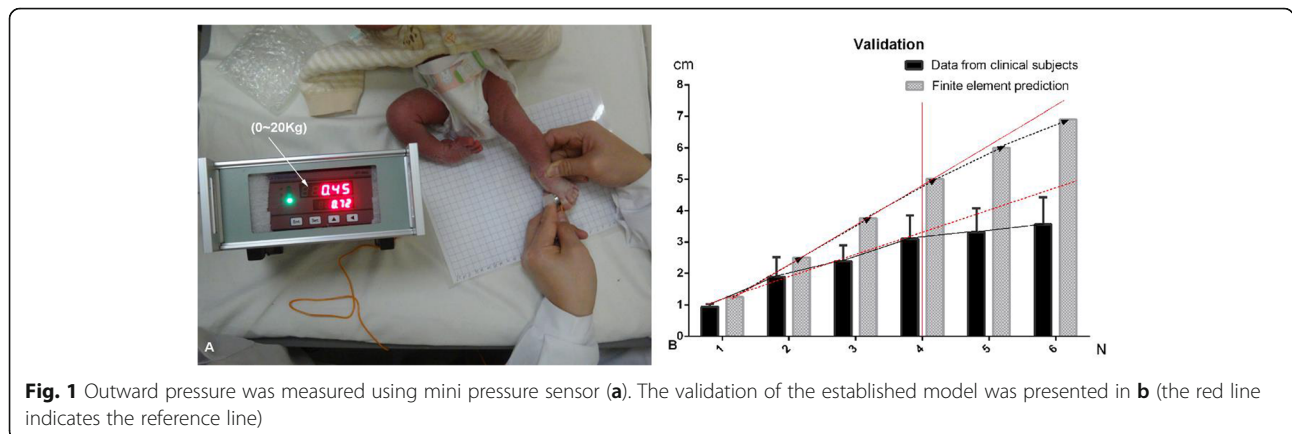 (0~20Kg)
0.45
0.72
A
Validation
cm
Data from clinical subjects
Finite element prediction
8
7
6
5
4
3
2
1
0
B
1 2 3 4 5 6 N
Fig. 1 Outward pressure was measured using mini pressure sensor (a). The validation of the established model was presented in b (the red line
indicates the reference line)